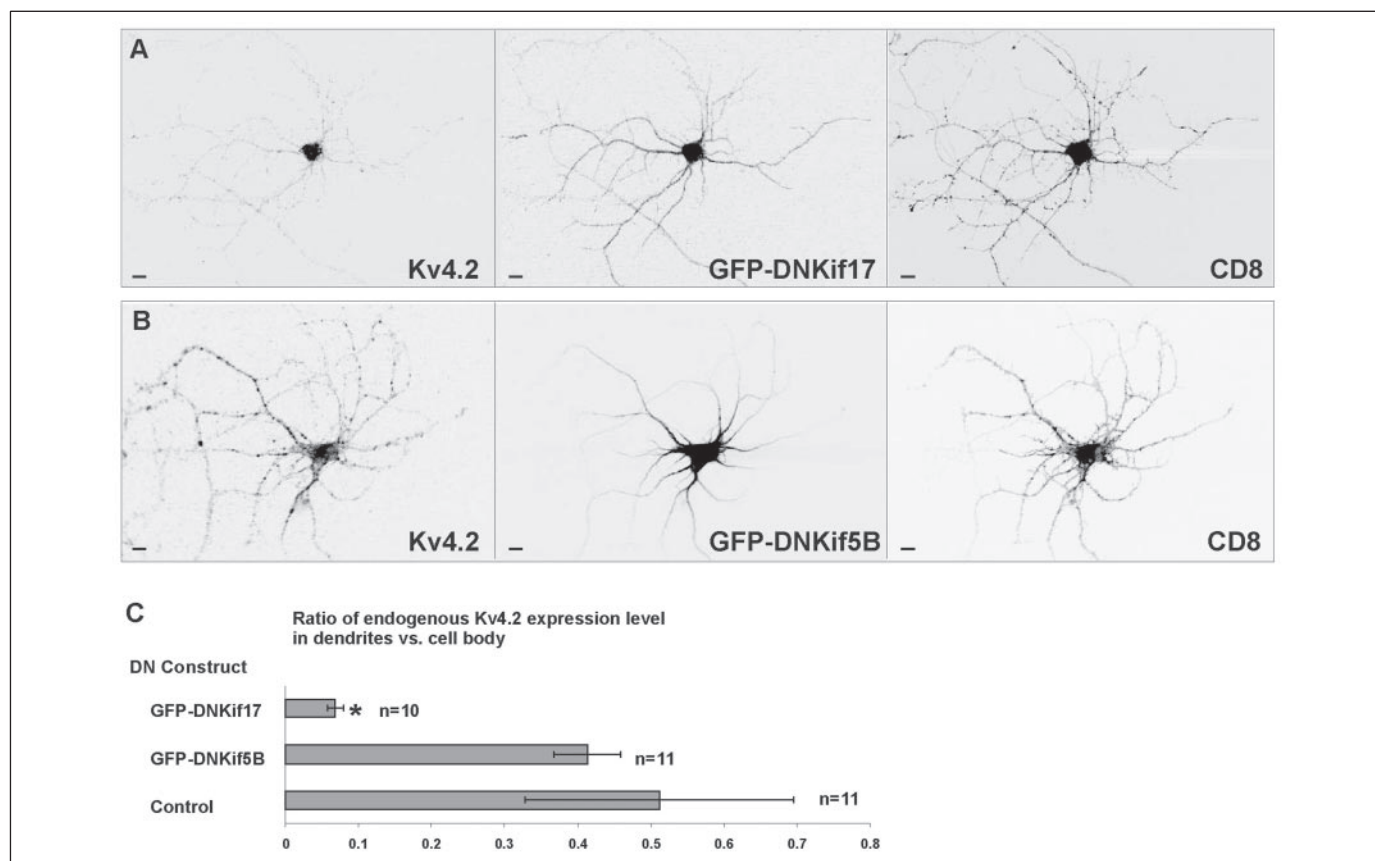 A
Kv4.2
GFP-DNKif17
CD8
B
Kv4.2
GFP-DNKif5B
CD8
C
Ratio of endogenous Kv4.2 expression level
in dendrites vs. cell body
DN Construct
GFP-DNKif17
* n=10
GFP-DNKif5B
n=11
Control
n=11
0 0.1 0.2 0.3 0.4 0.5 0.6 0.7 0.8